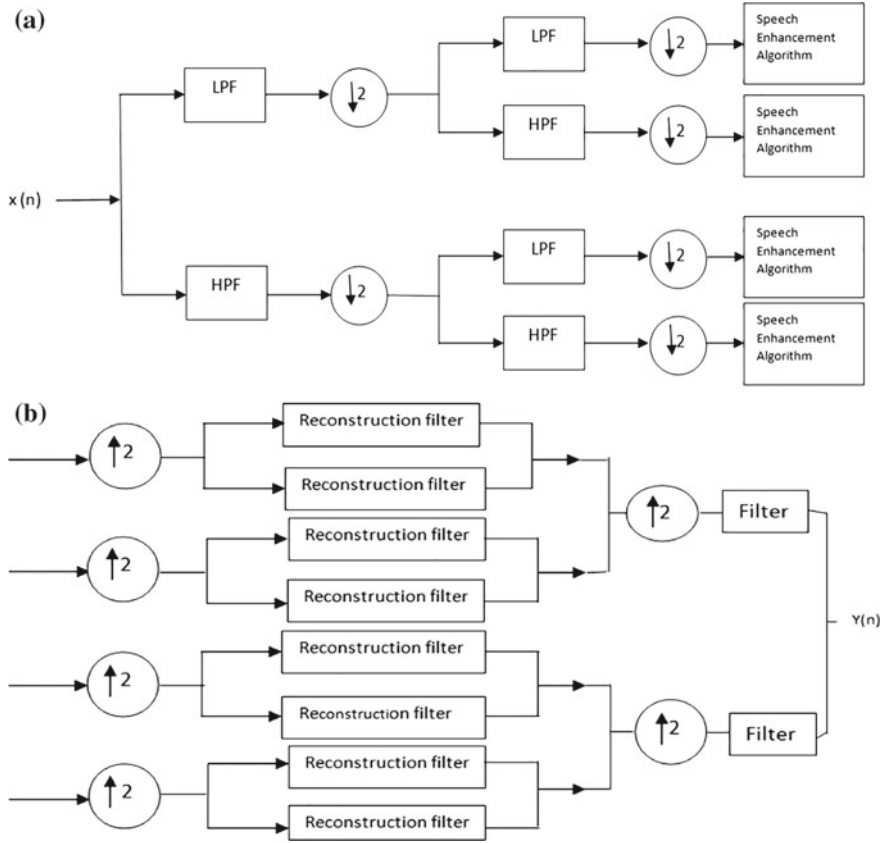 (a)
LPF
↓2
Speech
Enhancement
Algorithm
LPF
↓2
HPF
↓2
Speech
Enhancement
Algorithm
x (n)
HPF
↓2
LPF
↓2
Speech
Enhancement
Algorithm
HPF
↓2
Speech
Enhancement
Algorithm
(b)
↑2
Reconstruction filter
Reconstruction filter
↑2
Filter
↑2
Reconstruction filter
Reconstruction filter
Y(n)
↑2
Reconstruction filter
Reconstruction filter
↑2
Filter
↑2
Reconstruction filter
Reconstruction filter